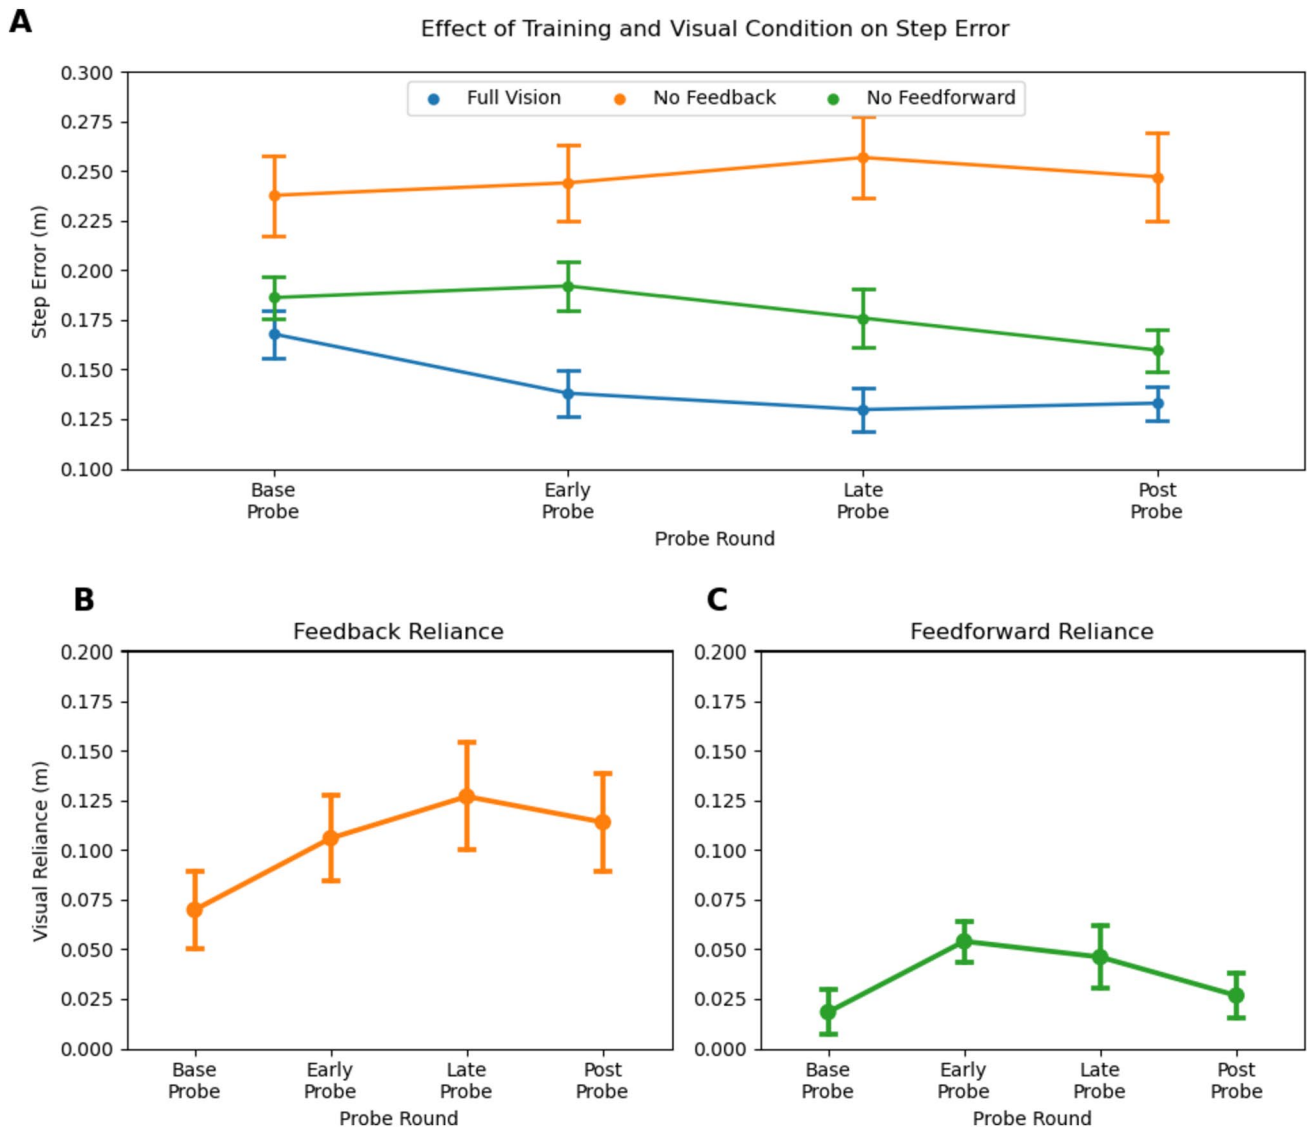 A
Effect of Training and Visual Condition on Step Error
Full Vision No Feedback No Feedforward
Step Error (m)
0.300
0.275
0.250
0.225
0.200
0.175
0.150
0.125
0.100
Base Probe
Early Probe
Late Probe
Post Probe
Probe Round
B
Feedback Reliance
Visual Reliance (m)
0.200
0.175
0.150
0.125
0.100
0.075
0.050
0.025
0.000
Base Probe
Early Probe
Late Probe
Post Probe
Probe Round
C
Feedforward Reliance
0.200
0.175
0.150
0.125
0.100
0.075
0.050
0.025
0.000
Base Probe
Early Probe
Late Probe
Post Probe
Probe Round